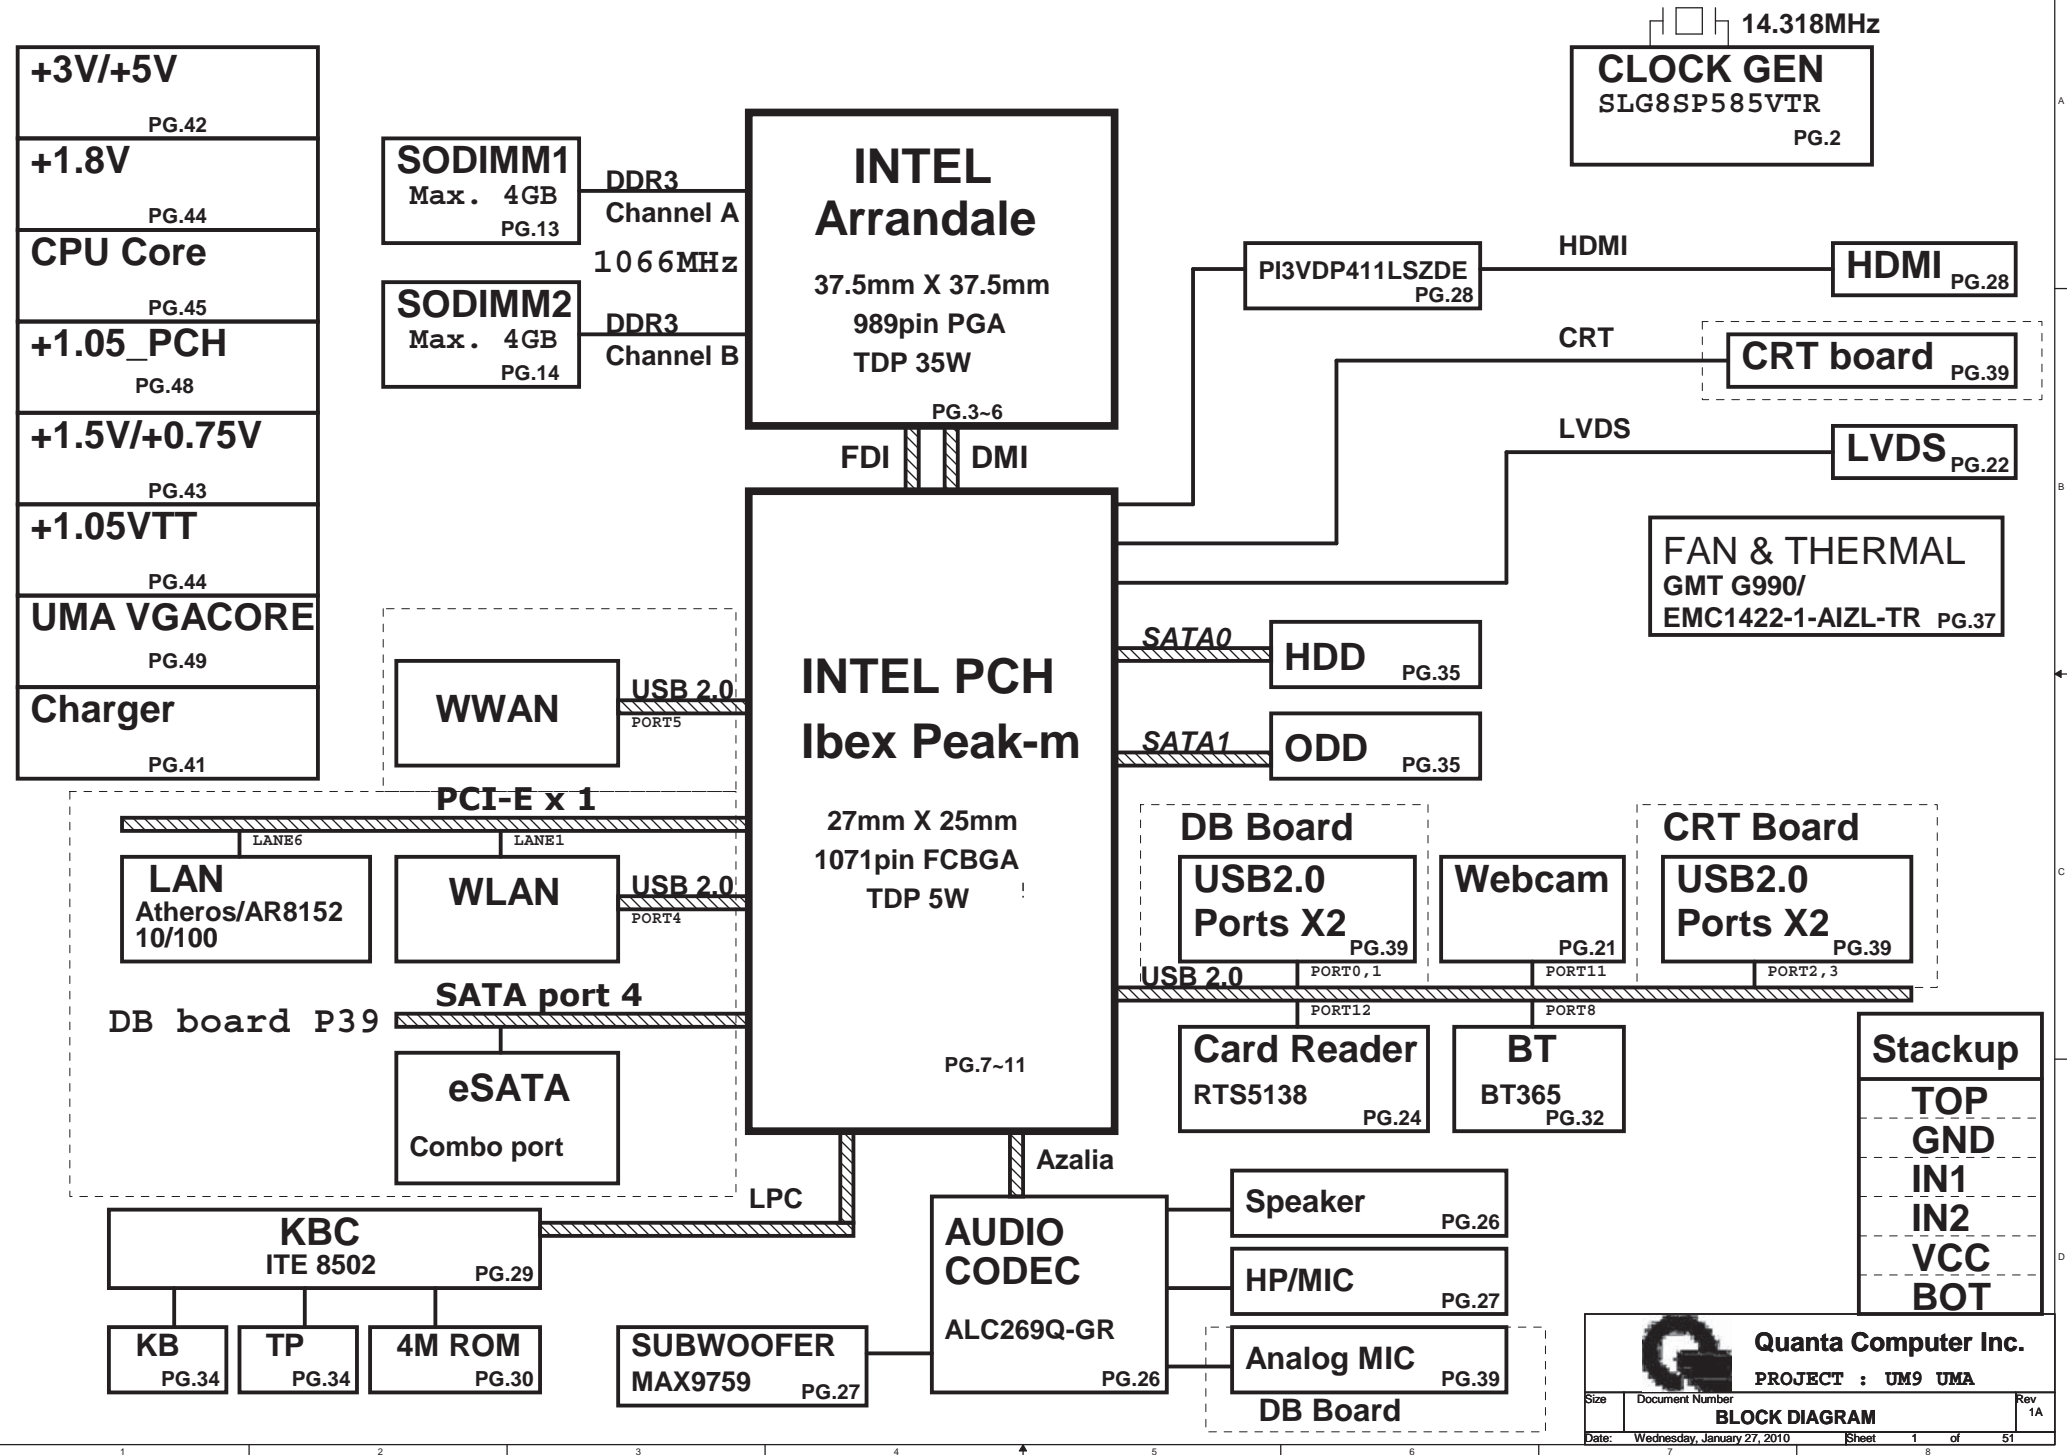 14.318MHz
CLOCK GEN
SLG8SP585VTR
PG.2
+3V/+5V
PG.42
+1.8V
PG.44
CPU Core
PG.45
+1.05_PCH
PG.48
+1.5V/+0.75V
PG.43
+1.05VTT
PG.44
UMA VGACORE
PG.49
Charger
PG.41
SODIMM1
Max. 4GB
PG.13
DDR3
Channel A
1066MHz
SODIMM2
Max. 4GB
PG.14
DDR3
Channel B
INTEL
Arrandale
37.5mm X 37.5mm
989pin PGA
TDP 35W
PG.3~6
FDI
DMI
PI3VDP411LSZDE
PG.28
HDMI
HDMI
PG.28
CRT
CRT board
PG.39
LVDS
LVDS
PG.22
FAN & THERMAL
GMT G990/
EMC1422-1-AIZL-TR PG.37
INTEL PCH
Ibex Peak-m
27mm X 25mm
1071pin FCBGA
TDP 5W
PG.7~11
SATA0
HDD
PG.35
SATA1
ODD
PG.35
WWAN
USB 2.0
PORT5
PCI-E x 1
LANE6
LANE1
LAN
Atheros/AR8152
10/100
WLAN
USB 2.0
PORT4
SATA port 4
DB board P39
eSATA
Combo port
DB Board
USB2.0
Ports X2
PG.39
Webcam
PG.21
CRT Board
USB2.0
Ports X2
PG.39
USB 2.0
PORT0,1
PORT11
PORT2,3
PORT12
PORT8
Card Reader
RTS5138
PG.24
BT
BT365
PG.32
Stackup
TOP
GND
IN1
IN2
VCC
BOT
LPC
Azalia
KBC
ITE 8502
PG.29
KB
PG.34
TP
PG.34
4M ROM
PG.30
SUBWOOFER
MAX9759
PG.27
AUDIO
CODEC
ALC269Q-GR
PG.26
Speaker
PG.26
HP/MIC
PG.27
Analog MIC
PG.39
DB Board
Quanta Computer Inc.
PROJECT : UM9 UMA
Size
Document Number
Rev
BLOCK DIAGRAM
1A
Date: Wednesday, January 27, 2010
Sheet 1 of 51
A
B
C
D
1 2 3 4 5 6 7 8